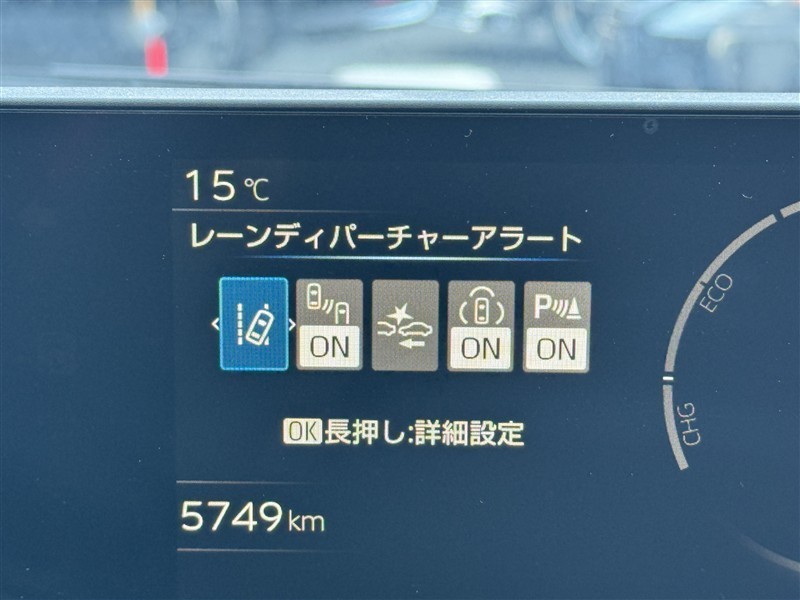 15℃
レーンディパーチャーアラート
ON
ON
P ON
OK長押し:詳細設定
5749km
ECO
CHG